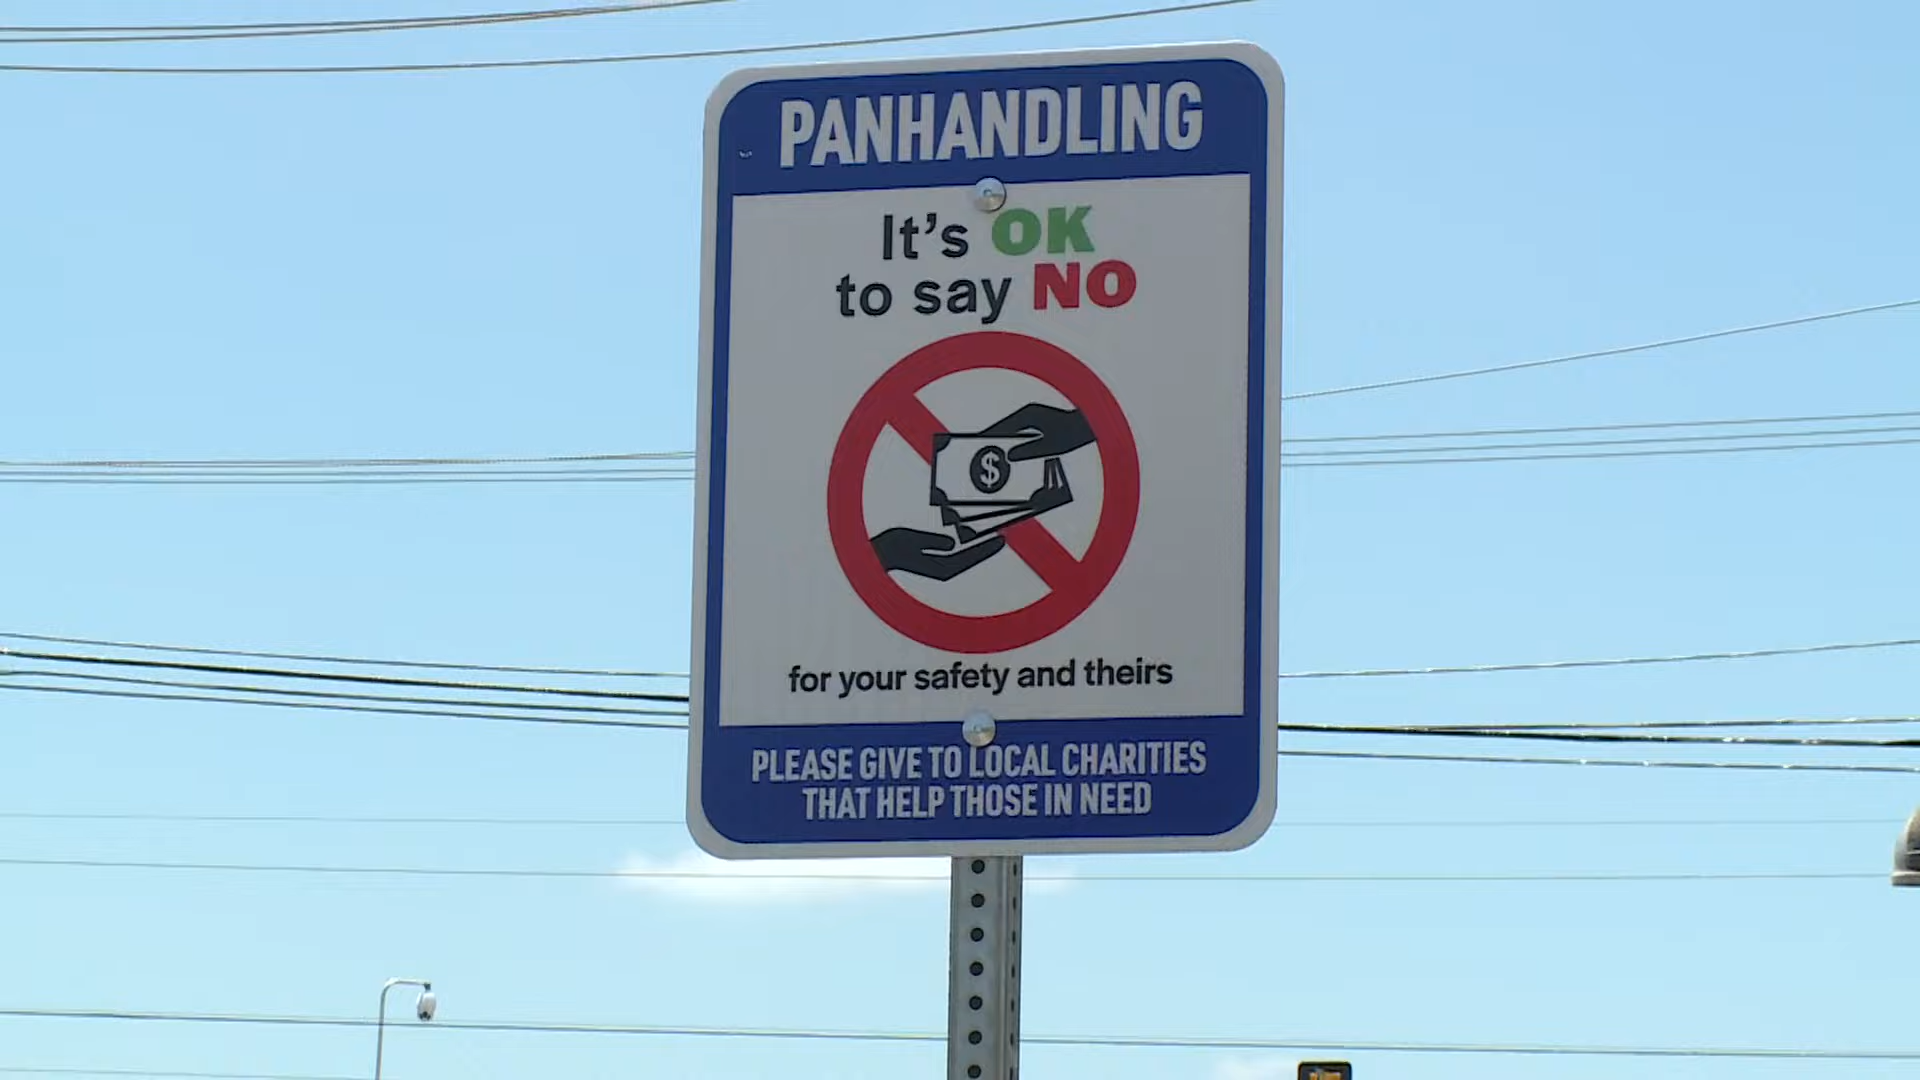 PANHANDLING
It's OK
to say NO
$
for your safety and theirs
PLEASE GIVE TO LOCAL CHARITIES
THAT HELP THOSE IN NEED